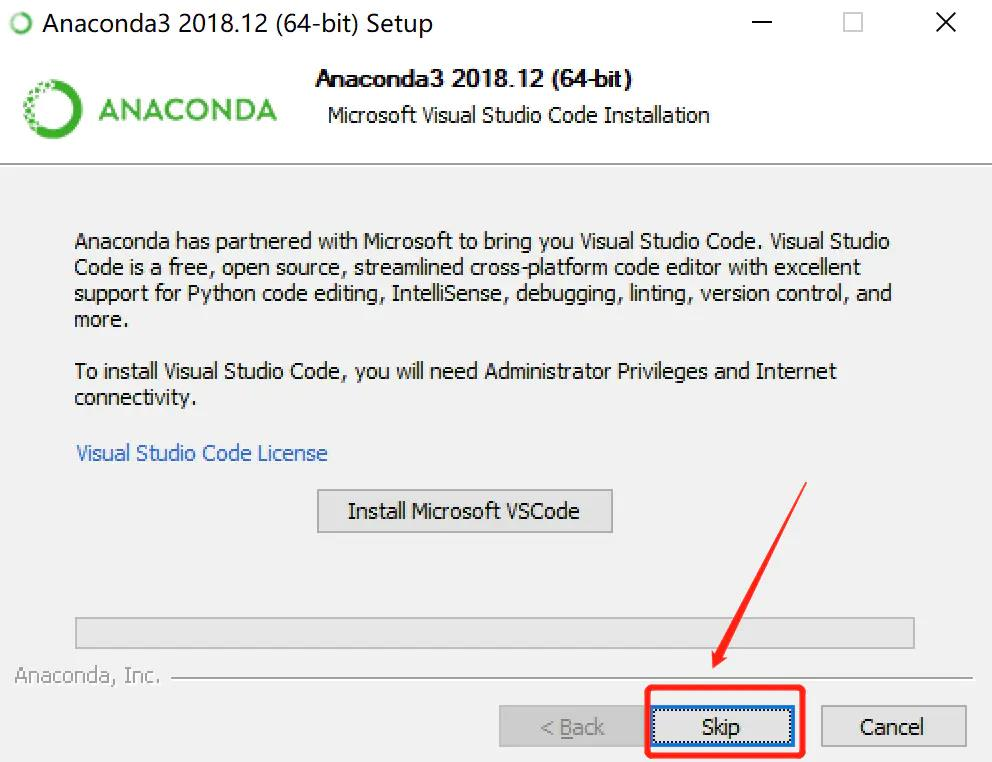 Anaconda3 2018.12 (64-bit) Setup
ANACONDA
Anaconda3 2018.12 (64-bit)
Microsoft Visual Studio Code Installation
Anaconda has partnered with Microsoft to bring you Visual Studio Code. Visual Studio
Code is a free, open source, streamlined cross-platform code editor with excellent
support for Python code editing, IntelliSense, debugging, linting, version control, and
more.
To install Visual Studio Code, you will need Administrator Privileges and Internet
connectivity.
Visual Studio Code License
Install Microsoft VSCode
Anaconda, Inc.
< Back
Skip
Cancel